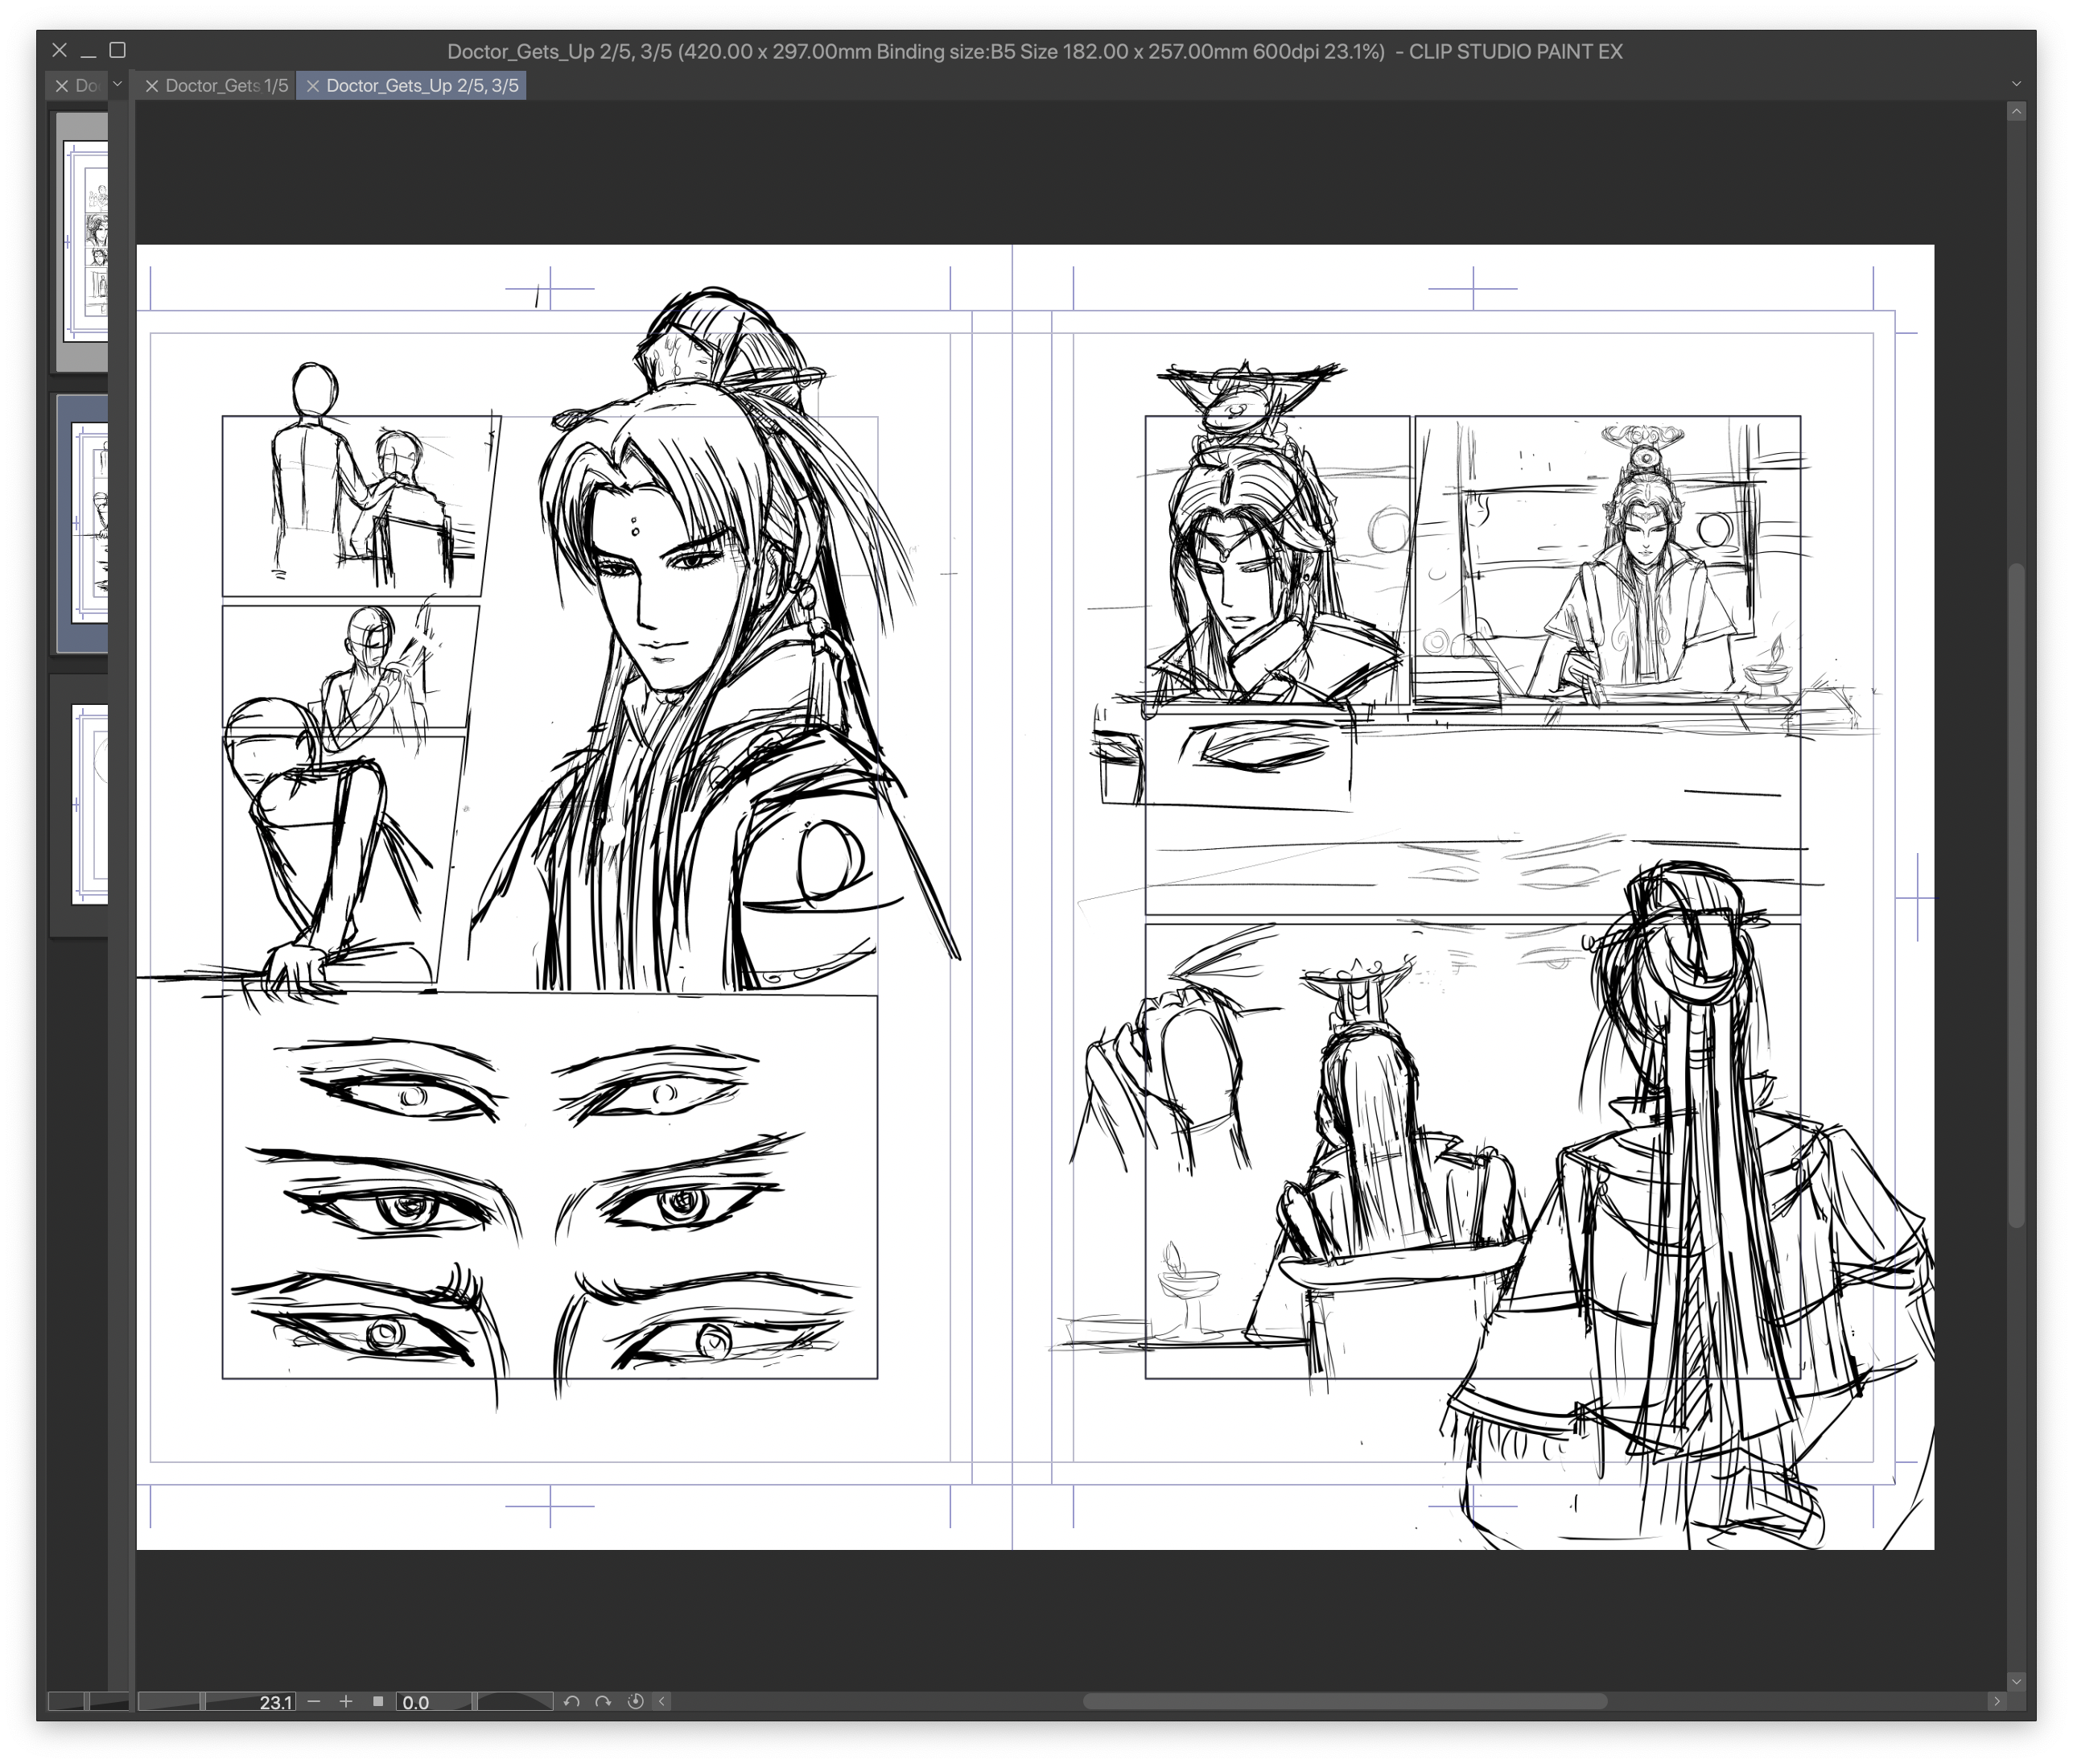 Doctor_Gets_Up 2/5, 3/5 (420.00 x 297.00mm Binding size:B5 Size 182.00 x 257.00mm 600dpi 23.1%) - CLIP STUDIO PAINT EX
Doctor_Gets 1/5
Doctor_Gets_Up 2/5, 3/5
23.1
0.0